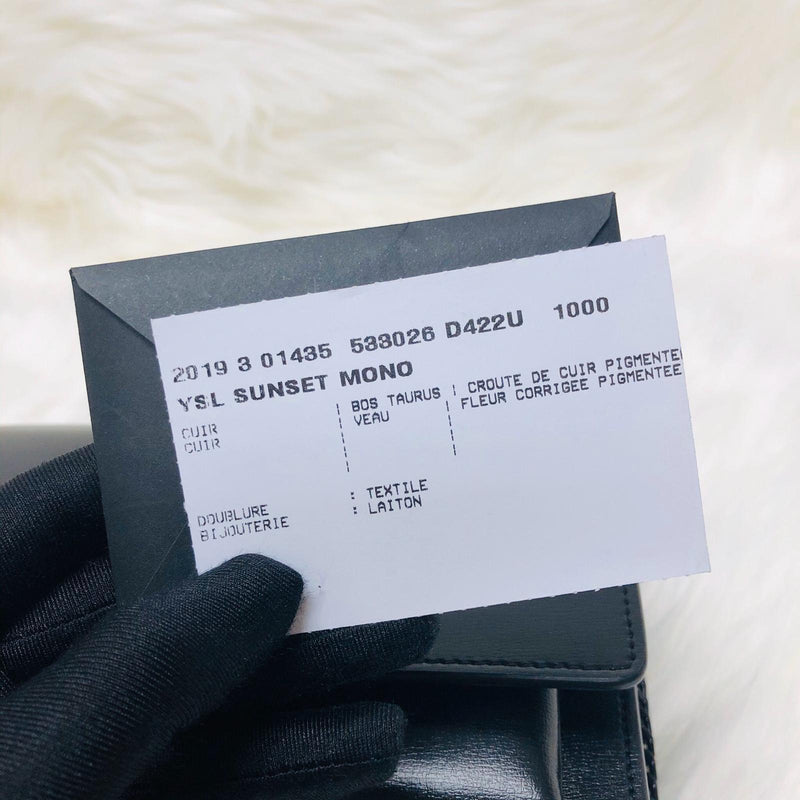 2019 3 01435 533026 D422U 1000
YSL SUNSET MONO
CUIR | BOS TAURUS | CROUTE DE CUIR PIGMENTE
CUIR | VEAU | FLEUR CORRIGEE PIGMENTEE
DOUBLURE : TEXTILE
BIJOUTERIE : LAITON